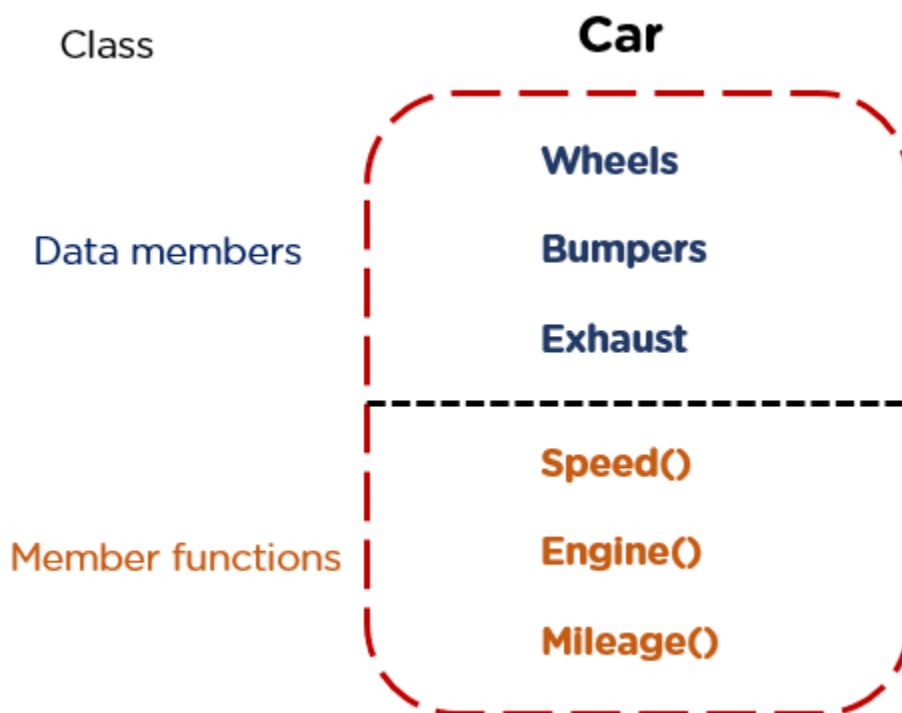 Class
Car
Wheels
Data members
Bumpers
Exhaust
Speed()
Member functions
Engine()
Mileage()